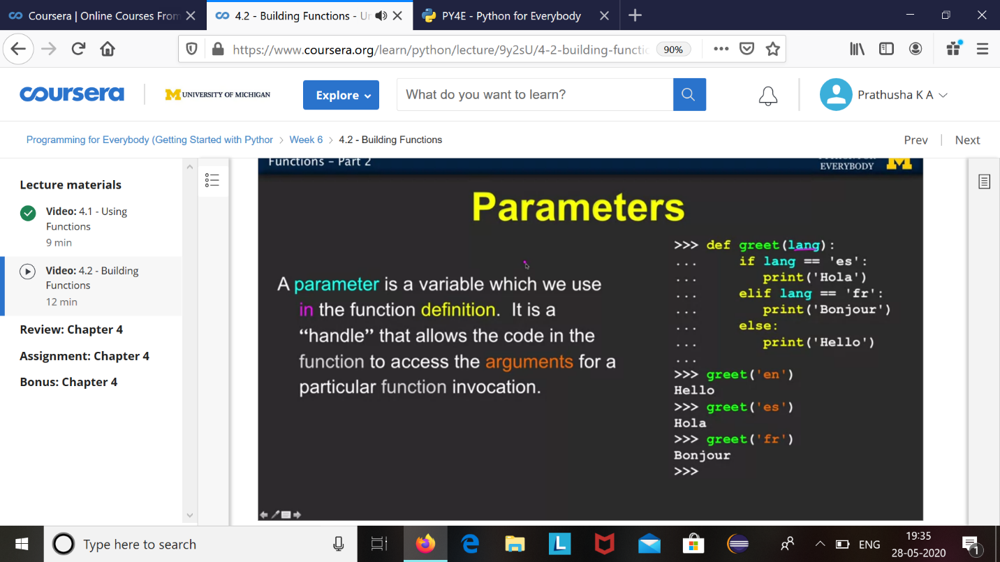 Coursera | Online Courses From
4.2 - Building Functions - Un
PY4E - Python for Everybody
https://www.coursera.org/learn/python/lecture/9y2sU/4-2-building-functi
90%
coursera
M UNIVERSITY OF MICHIGAN
Explore
What do you want to learn?
Prathusha K A
Programming for Everybody (Getting Started with Python
Week 6
4.2 - Building Functions
Prev
Next
Lecture materials
Video: 4.1 - Using
Functions
9 min
Video: 4.2 - Building
Functions
12 min
Review: Chapter 4
Assignment: Chapter 4
Bonus: Chapter 4
Functions - Part 2
EVERYBODY
Parameters
A parameter is a variable which we use
in the function definition. It is a
“handle” that allows the code in the
function to access the arguments for a
particular function invocation.
>>> def greet(lang):
... if lang == 'es':
... print('Hola')
... elif lang == 'fr':
... print('Bonjour')
... else:
... print('Hello')
...
>>> greet('en')
Hello
>>> greet('es')
Hola
>>> greet('fr')
Bonjour
>>>
Type here to search
L
ENG
19:35
28-05-2020
1